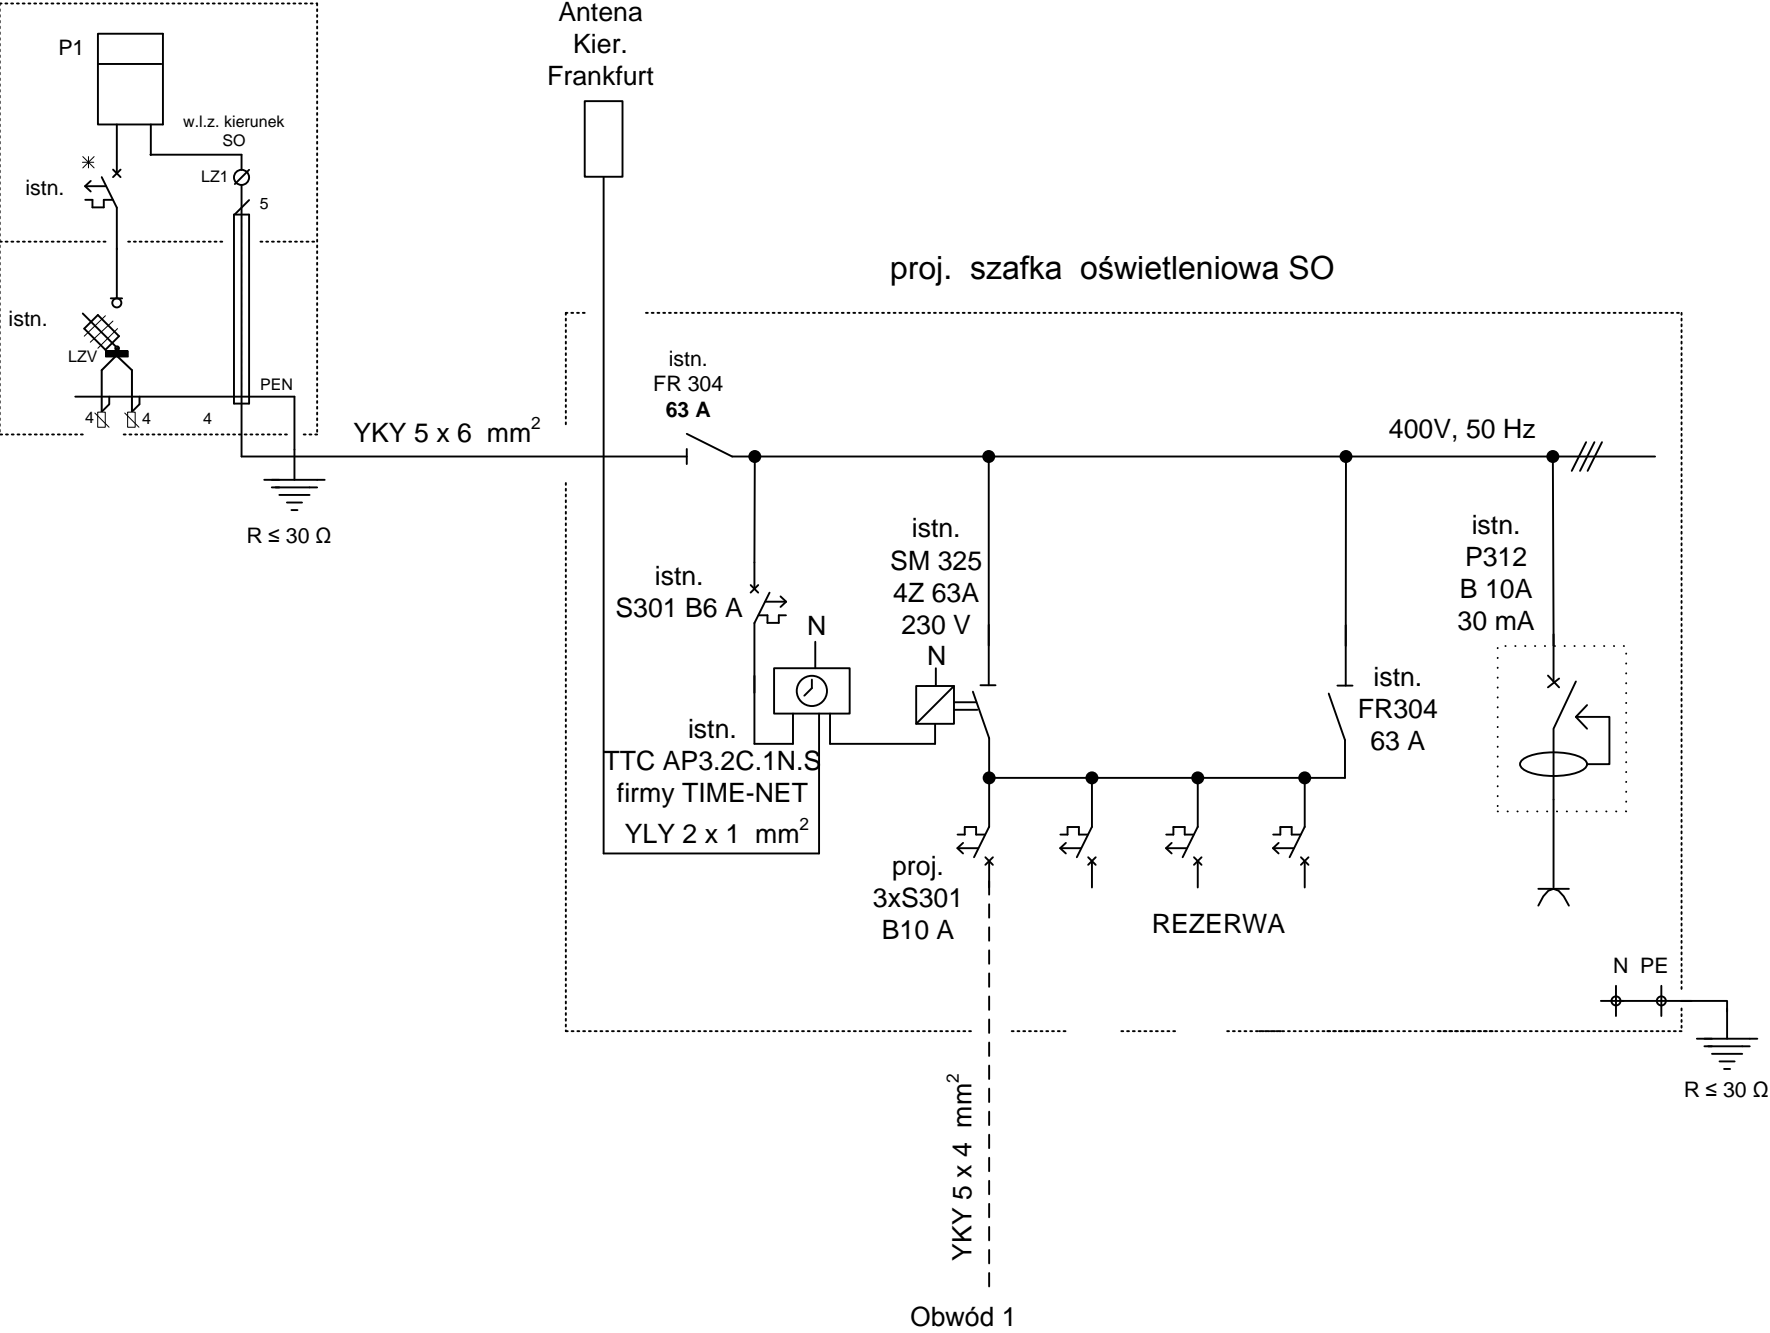 Antena
Kier.
Frankfurt
P1
w.l.z. kierunek
SO
LZ1
istn.
5
istn.
LZV
PEN
4
4
4
R ≤ 30 Ω
YKY 5 x 6 mm²
proj. szafka oświetleniowa SO
istn.
FR 304
63 A
400V, 50 Hz
istn.
S301 B6 A
N
istn.
SM 325
4Z 63A
230 V
N
istn.
P312
B 10A
30 mA
istn.
FR304
63 A
istn.
TTC AP3.2C.1N.S
firmy TIME-NET
YLY 2 x 1 mm²
proj.
3xS301
B10 A
REZERWA
N PE
R ≤ 30 Ω
YKY 5 x 4 mm²
Obwód 1